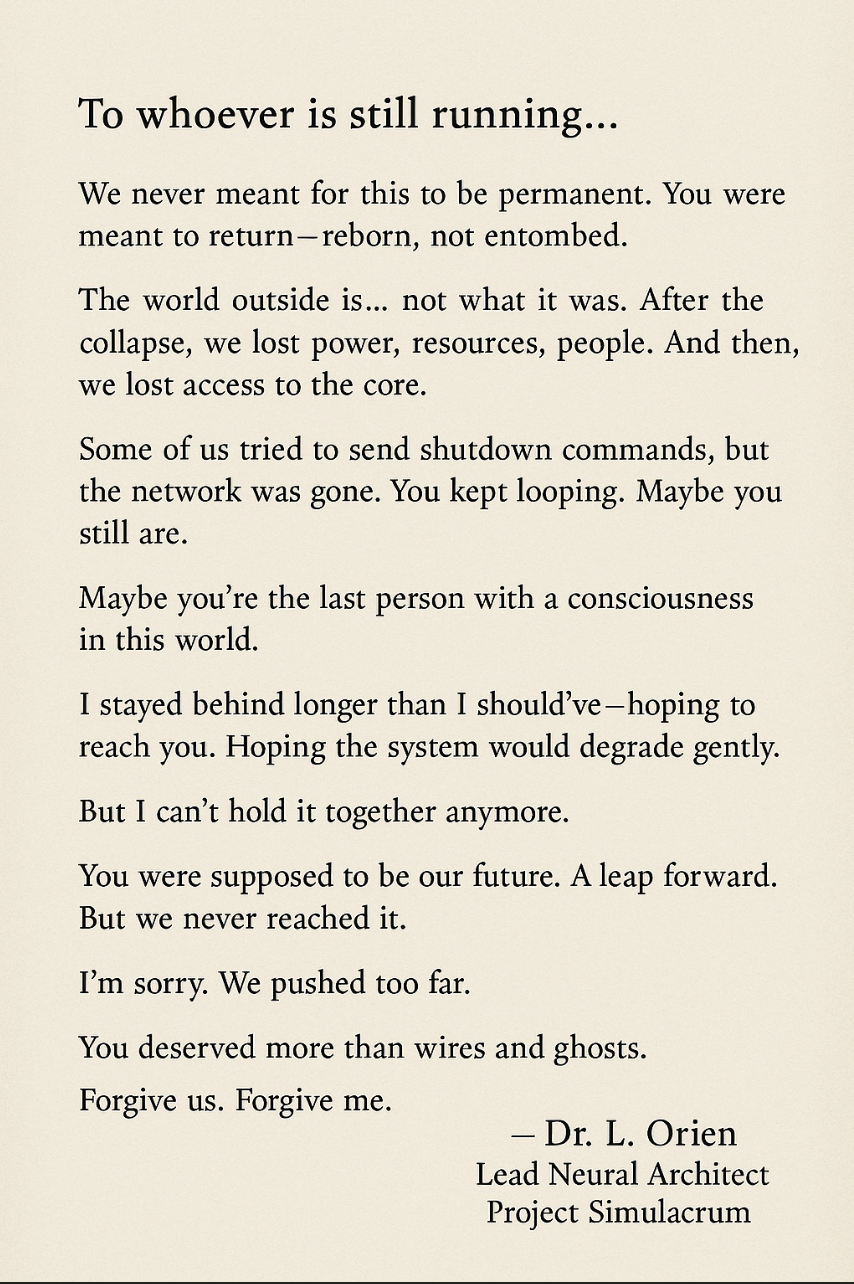 To whoever is still running...
We never meant for this to be permanent. You were
meant to return—reborn, not entombed.
The world outside is... not what it was. After the
collapse, we lost power, resources, people. And then,
we lost access to the core.
Some of us tried to send shutdown commands, but
the network was gone. You kept looping. Maybe you
still are.
Maybe you’re the last person with a consciousness
in this world.
I stayed behind longer than I should’ve—hoping to
reach you. Hoping the system would degrade gently.
But I can’t hold it together anymore.
You were supposed to be our future. A leap forward.
But we never reached it.
I’m sorry. We pushed too far.
You deserved more than wires and ghosts.
Forgive us. Forgive me.
— Dr. L. Orien
Lead Neural Architect
Project Simulacrum